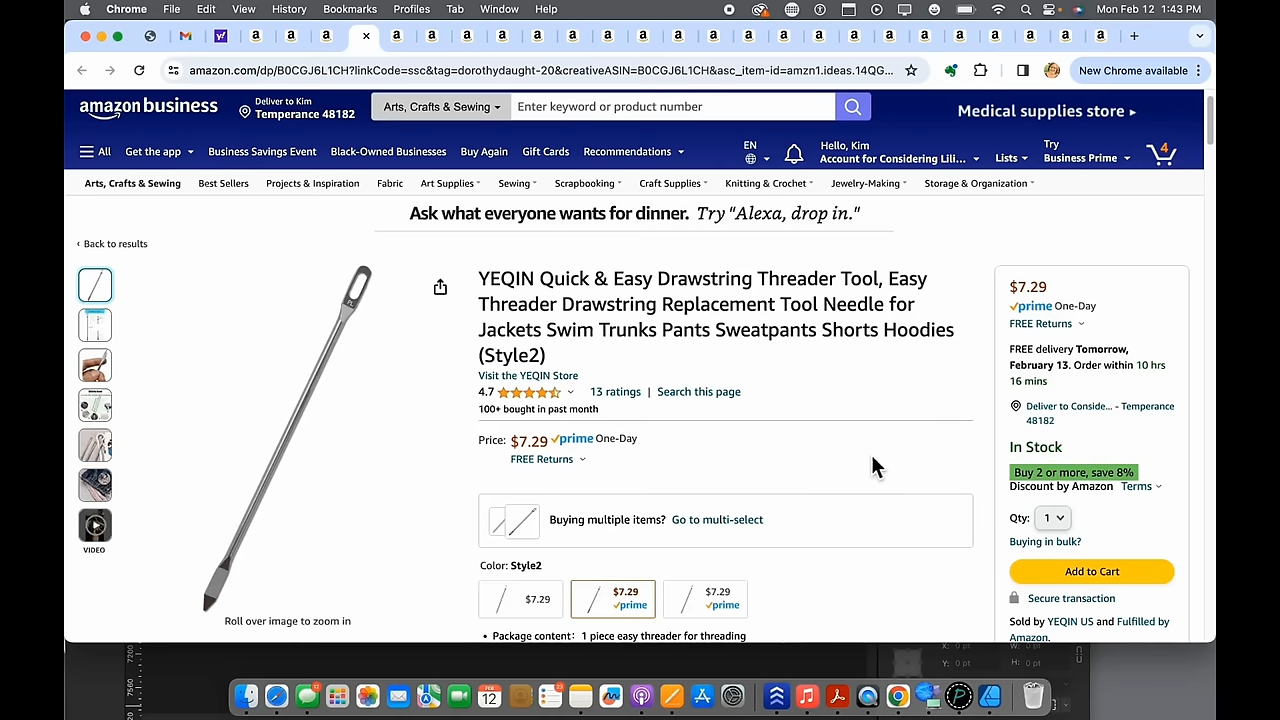 Chrome File Edit View History Bookmarks Profiles Tab Window Help Mon Feb 12 1:43 PM
amazon.com/dp/B0CGJ6L1CH?linkCode=ssc&tag=dorothydaught-20&creativeASIN=B0CGJ6L1CH&asc_item-id=amzn1.ideas.14QG... New Chrome available
amazon business
Deliver to Kim
Temperance 48182
Arts, Crafts & Sewing
Enter keyword or product number
Medical supplies store ▸
All Get the app Business Savings Event Black-Owned Businesses Buy Again Gift Cards Recommendations
EN
Hello, Kim
Account for Considering Lili...
Lists
Try
Business Prime
4
Arts, Crafts & Sewing Best Sellers Projects & Inspiration Fabric Art Supplies Sewing Scrapbooking Craft Supplies Knitting & Crochet Jewelry-Making Storage & Organization
Ask what everyone wants for dinner. Try "Alexa, drop in."
‹ Back to results
VIDEO
Roll over image to zoom in
YEQIN Quick & Easy Drawstring Threader Tool, Easy
Threader Drawstring Replacement Tool Needle for
Jackets Swim Trunks Pants Sweatpants Shorts Hoodies
(Style2)
Visit the YEQIN Store
4.7 13 ratings | Search this page
100+ bought in past month
Price: $7.29 prime One-Day
FREE Returns
Buying multiple items? Go to multi-select
Color: Style2
$7.29
$7.29
prime
$7.29
prime
• Package content: 1 piece easy threader for threading
$7.29
prime One-Day
FREE Returns
FREE delivery Tomorrow,
February 13. Order within 10 hrs
16 mins
Deliver to Conside... - Temperance
48182
In Stock
Buy 2 or more, save 8%
Discount by Amazon Terms
Qty: 1
Buying in bulk?
Add to Cart
Secure transaction
Sold by YEQIN US and Fulfilled by
Amazon.
7200
7560
X: 0 pt W: 0 pt
Y: 0 pt H: 0 pt
FEB
12